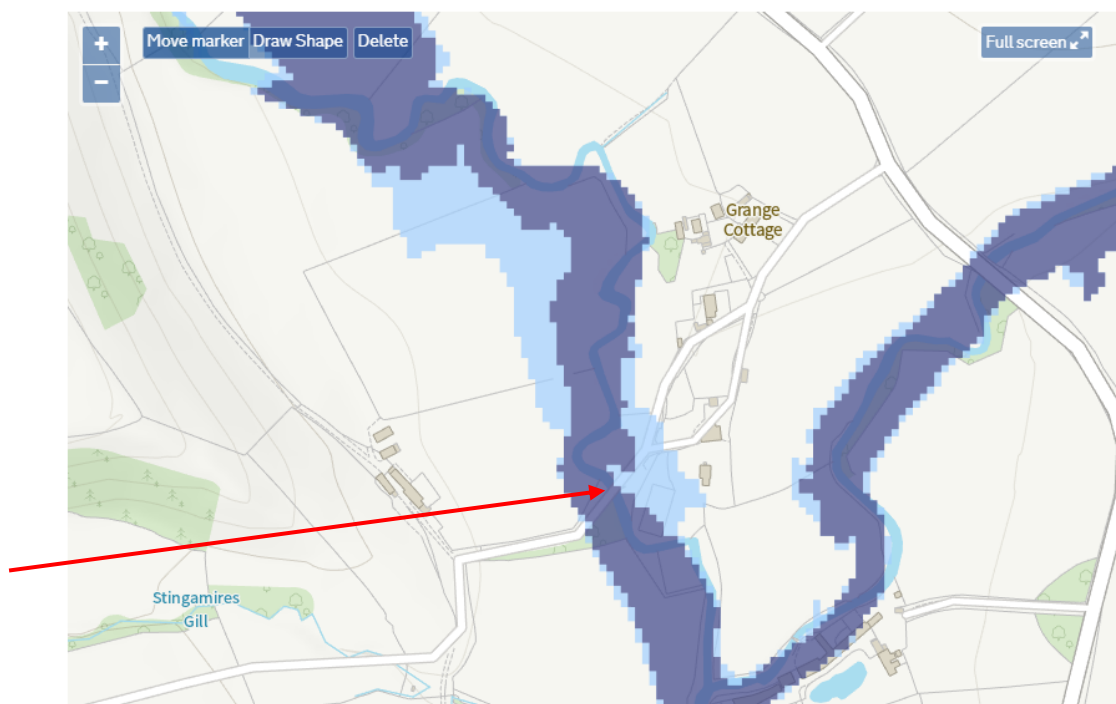 +
Move marker
Draw Shape
Delete
Full screen
−
Grange
Cottage
Stingamires
Gill